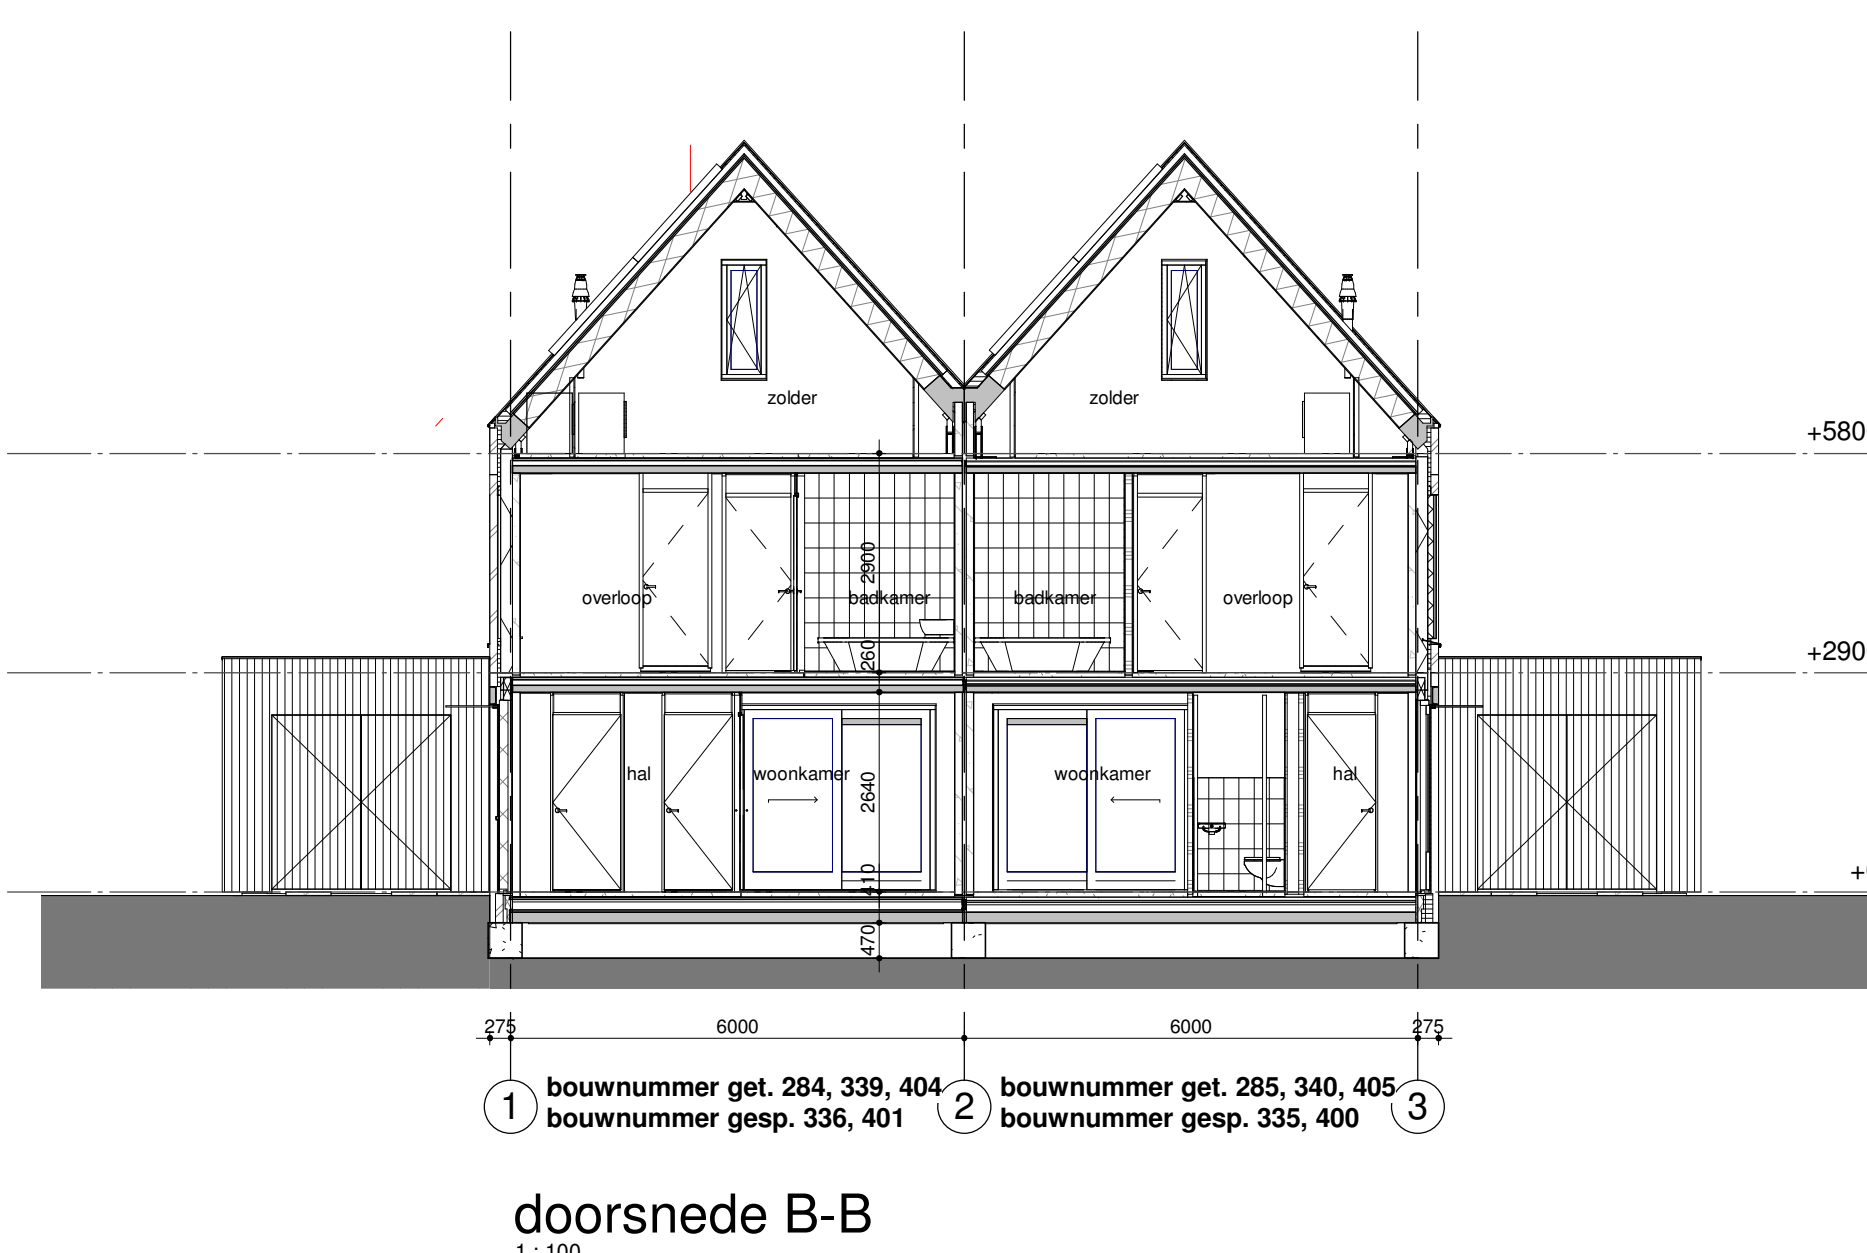 zolder
zolder
+580
2900
overloop
badkamer
badkamer
overloop
260
+290
hal
woonkamer
2640
woonkamer
hal
410
470
275
6000
6000
275
1
bouwnummer get. 284, 339, 404
bouwnummer gesp. 336, 401
2
bouwnummer get. 285, 340, 405
bouwnummer gesp. 335, 400
3
doorsnede B-B
1 : 100